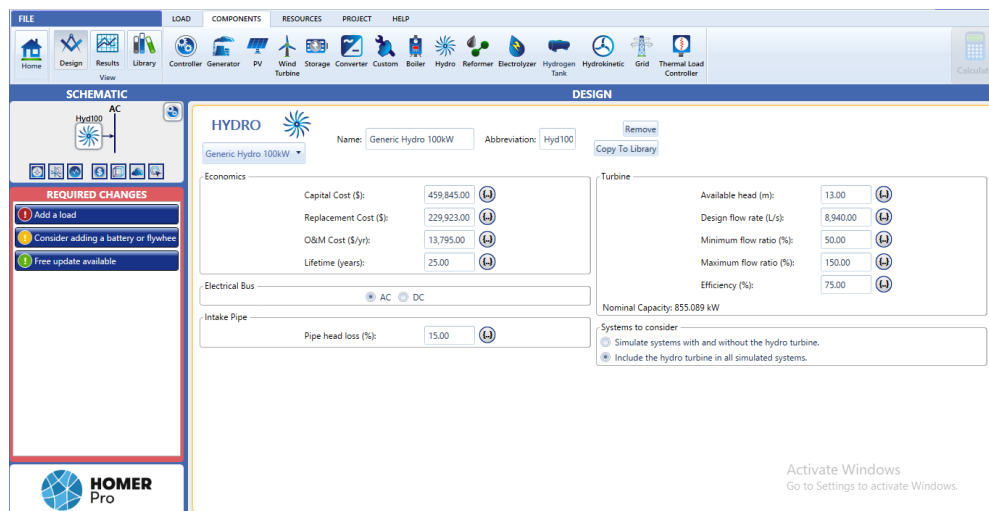 FILE LOAD COMPONENTS RESOURCES PROJECT HELP
Home Design Results Library Controller Generator PV Wind Turbine Storage Converter Custom Boiler Hydro Reformer Electrolyzer Hydrogen Tank Hydrokinetic Grid Thermal Load Controller Calculat
View
SCHEMATIC DESIGN
AC
Hyd100
HYDRO
Name: Generic Hydro 100kW Abbreviation: Hyd100 Remove
Generic Hydro 100kW Copy To Library
REQUIRED CHANGES
Add a load
Consider adding a battery or flywhee
Free update available
Economics
Capital Cost ($): 459,845.00 {..}
Replacement Cost ($): 229,923.00 {..}
O&M Cost ($/yr): 13,795.00 {..}
Lifetime (years): 25.00 {..}
Electrical Bus
AC DC
Intake Pipe
Pipe head loss (%): 15.00 {..}
Turbine
Available head (m): 13.00 {..}
Design flow rate (L/s): 8,940.00 {..}
Minimum flow ratio (%): 50.00 {..}
Maximum flow ratio (%): 150.00 {..}
Efficiency (%): 75.00 {..}
Nominal Capacity: 855.089 kW
Systems to consider
Simulate systems with and without the hydro turbine.
Include the hydro turbine in all simulated systems.
HOMER
Pro
Activate Windows
Go to Settings to activate Windows.